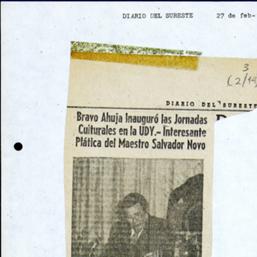 DIARIO DEL SURESTE 27 de feb-
3
(2/19
DIARIO DEL SURESTE
Bravo Ahuja Inauguró las Jornadas
Culturales en la UDY.- Interesante
Plática del Maestro Salvador Novo